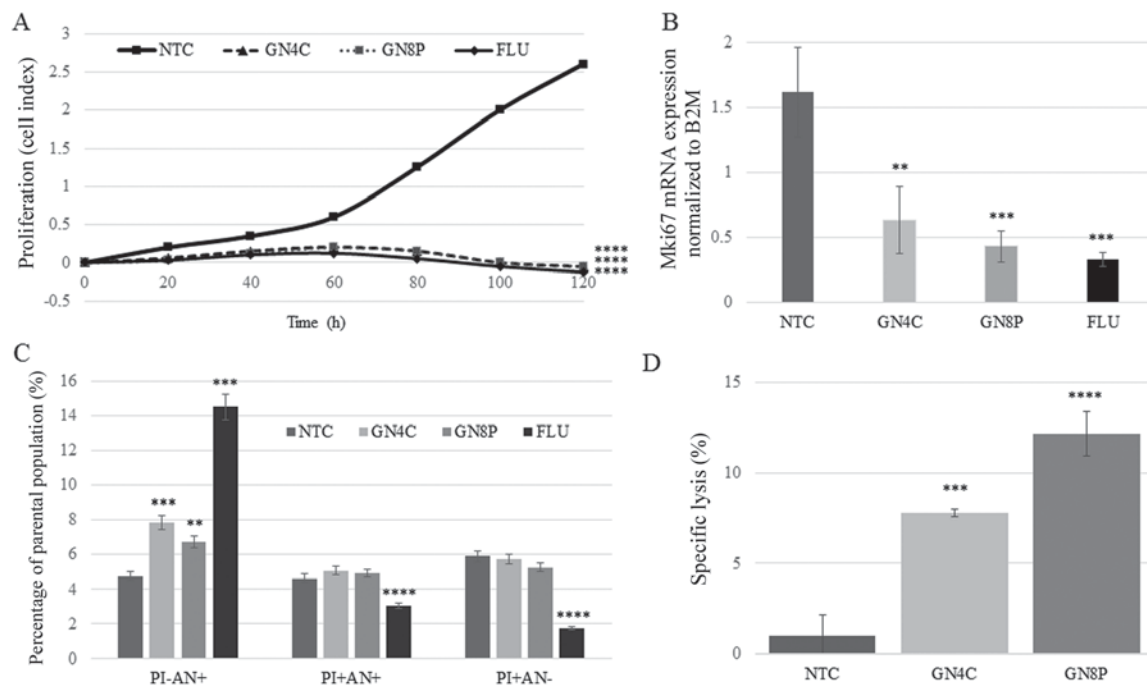 A
Proliferation (cell index)
3
2.5
2
1.5
1
0.5
0
-0.5
NTC GN4C GN8P FLU
0 20 40 60 80 100 120
****
****
****
Time (h)
B
Mki67 mRNA expression
normalized to B2M
2
1.5
1
0.5
0
**
***
***
NTC GN4C GN8P FLU
C
Percentage of parental population (%)
16
14
12
10
8
6
4
2
0
NTC GN4C GN8P FLU
***
**
***
****
****
PI-AN+ PI+AN+ PI+AN-
D
Specific lysis (%)
15
10
5
0
***
****
NTC GN4C GN8P